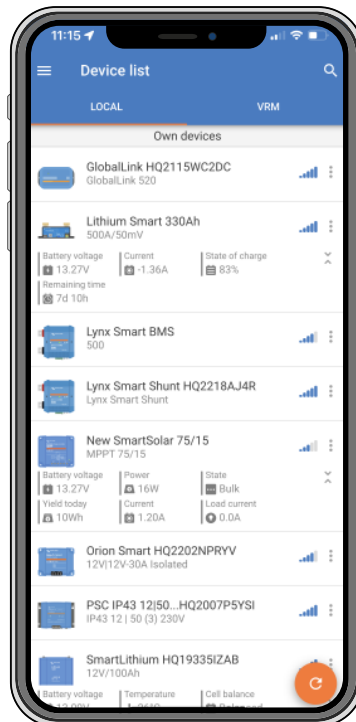 11:15
Device list
LOCAL VRM
Own devices
GlobalLink HQ2115WC2DC
GlobalLink 520
Lithium Smart 330Ah
500A/50mV
Battery voltage Current State of charge
13.27V -1.36A 83%
Remaining time
7d 10h
Lynx Smart BMS
500
Lynx Smart Shunt HQ2218AJ4R
Lynx Smart Shunt
New SmartSolar 75/15
MPPT 75/15
Battery voltage Power State
13.27V 16W Bulk
Yield today Current Load current
10Wh 1.20A 0.0A
Orion Smart HQ2202NPRYV
12V|12V-30A Isolated
PSC IP43 12|50...HQ2007P5YSI
IP43 12 | 50 (3) 230V
SmartLithium HQ19335IZAB
12V/100Ah
Battery voltage Temperature Cell balance